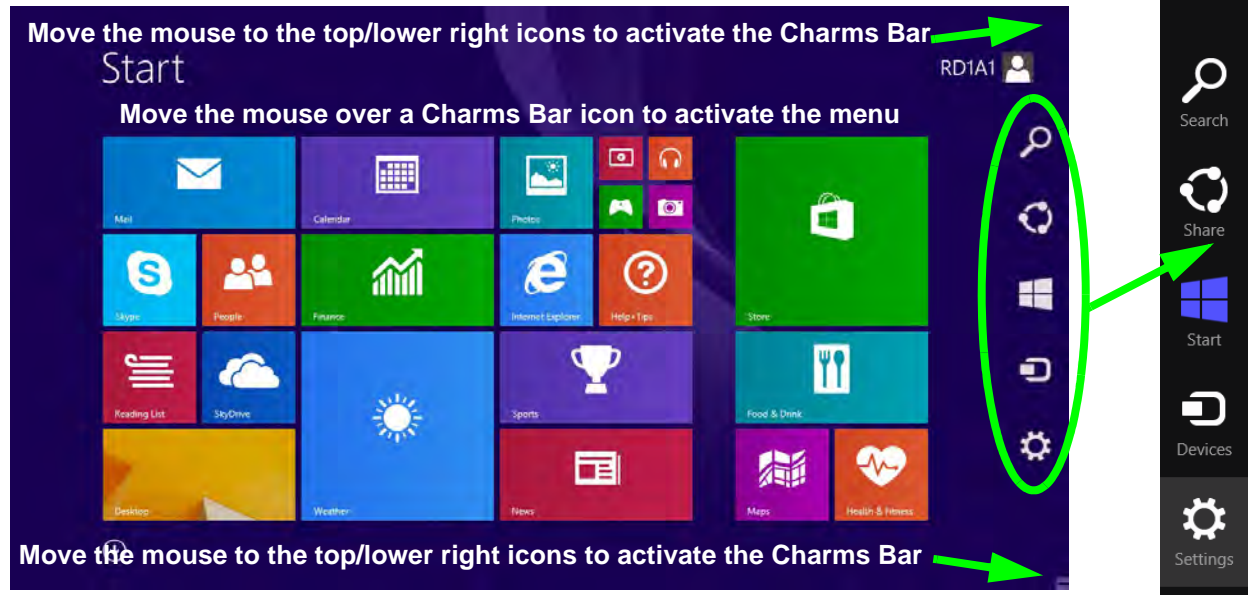 Move the mouse to the top/lower right icons to activate the Charms Bar
Start
RD1A1
Move the mouse over a Charms Bar icon to activate the menu
Mail
Calendar
Photos
Skype
People
Finance
Internet Explorer
Help+Tips
Store
Reading List
SkyDrive
Sports
Food & Drink
Desktop
Weather
News
Maps
Health & Fitness
Move the mouse to the top/lower right icons to activate the Charms Bar
Search
Share
Start
Devices
Settings